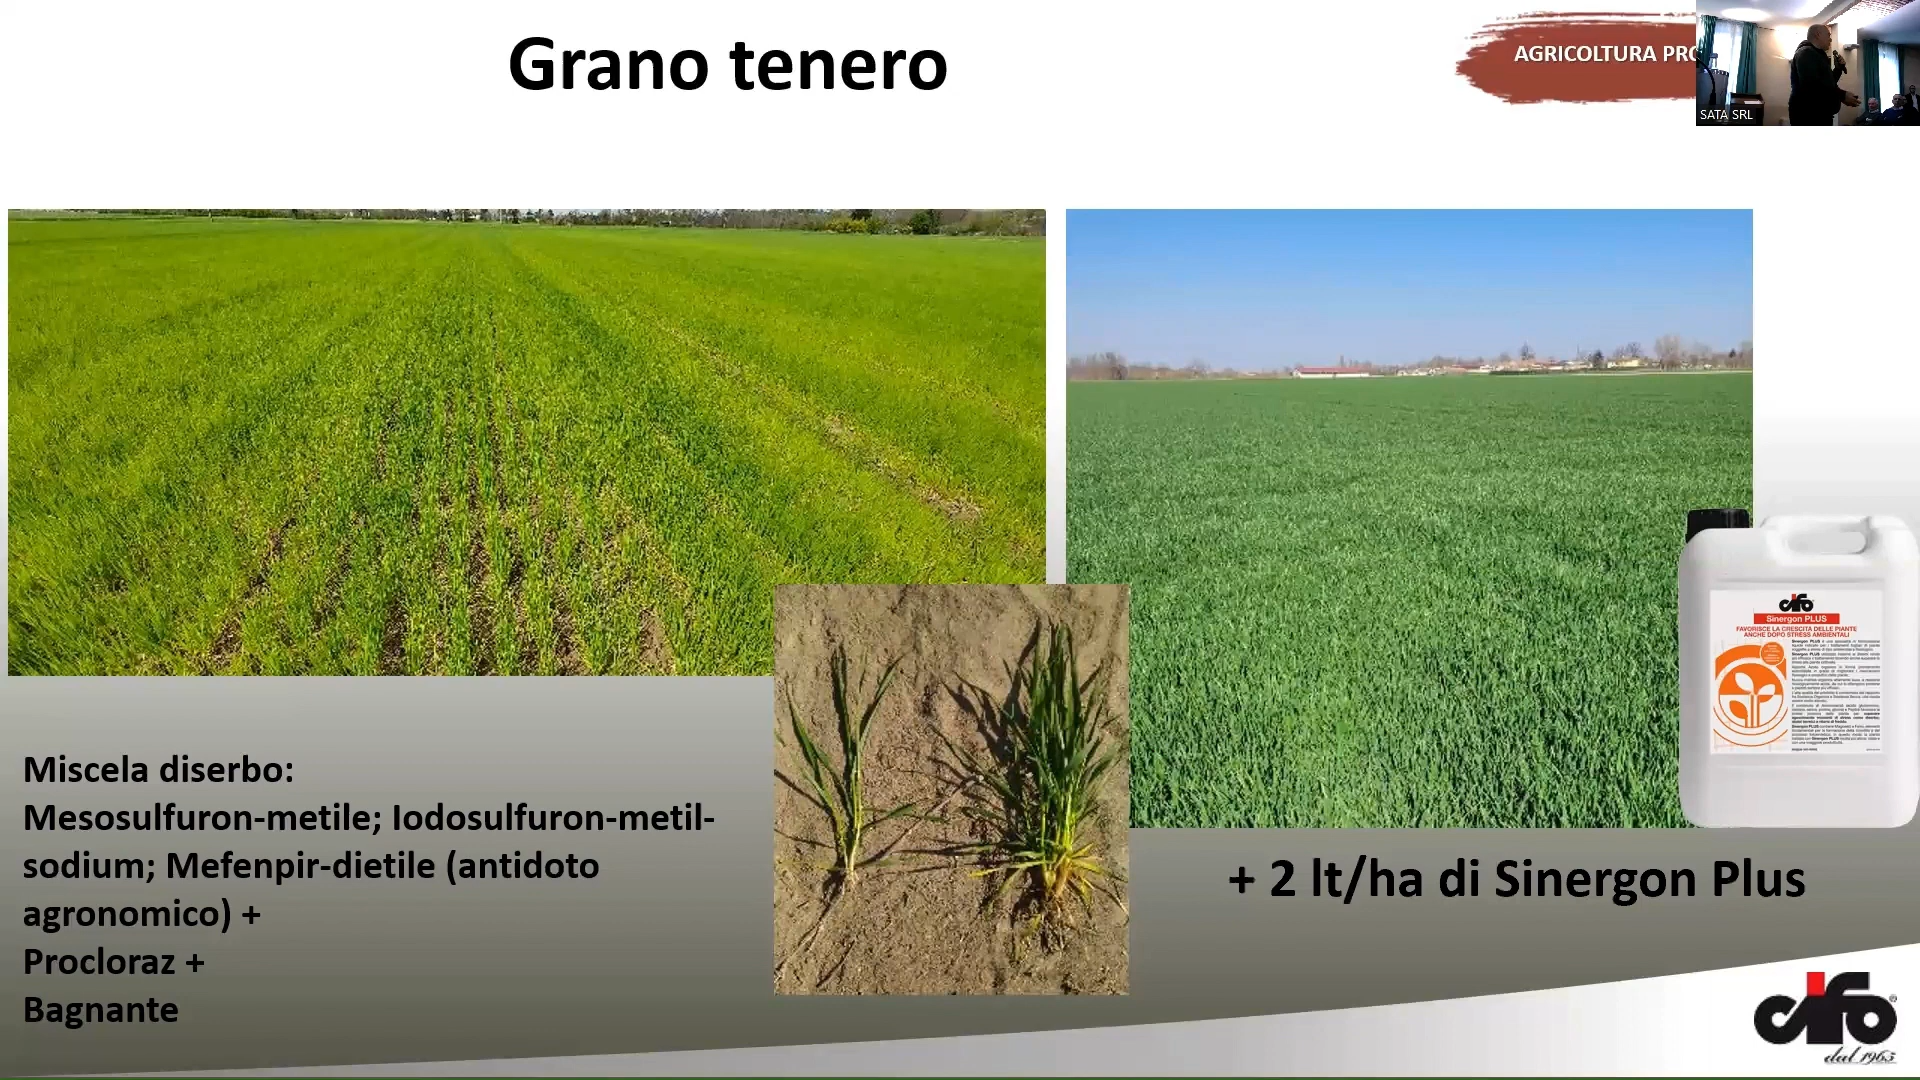 Grano tenero
AGRICOLTURA PRO
SATA SRL
cifo
Sinergon PLUS
FAVORISCE LA CRESCITA DELLE PIANTE
ANCHE DOPO STRESS AMBIENTALI
Miscela diserbo:
Mesosulfuron-metile; Iodosulfuron-metil-
sodium; Mefenpir-dietile (antidoto
agronomico) +
Procloraz +
Bagnante
+ 2 lt/ha di Sinergon Plus
cifo®
dal 1965